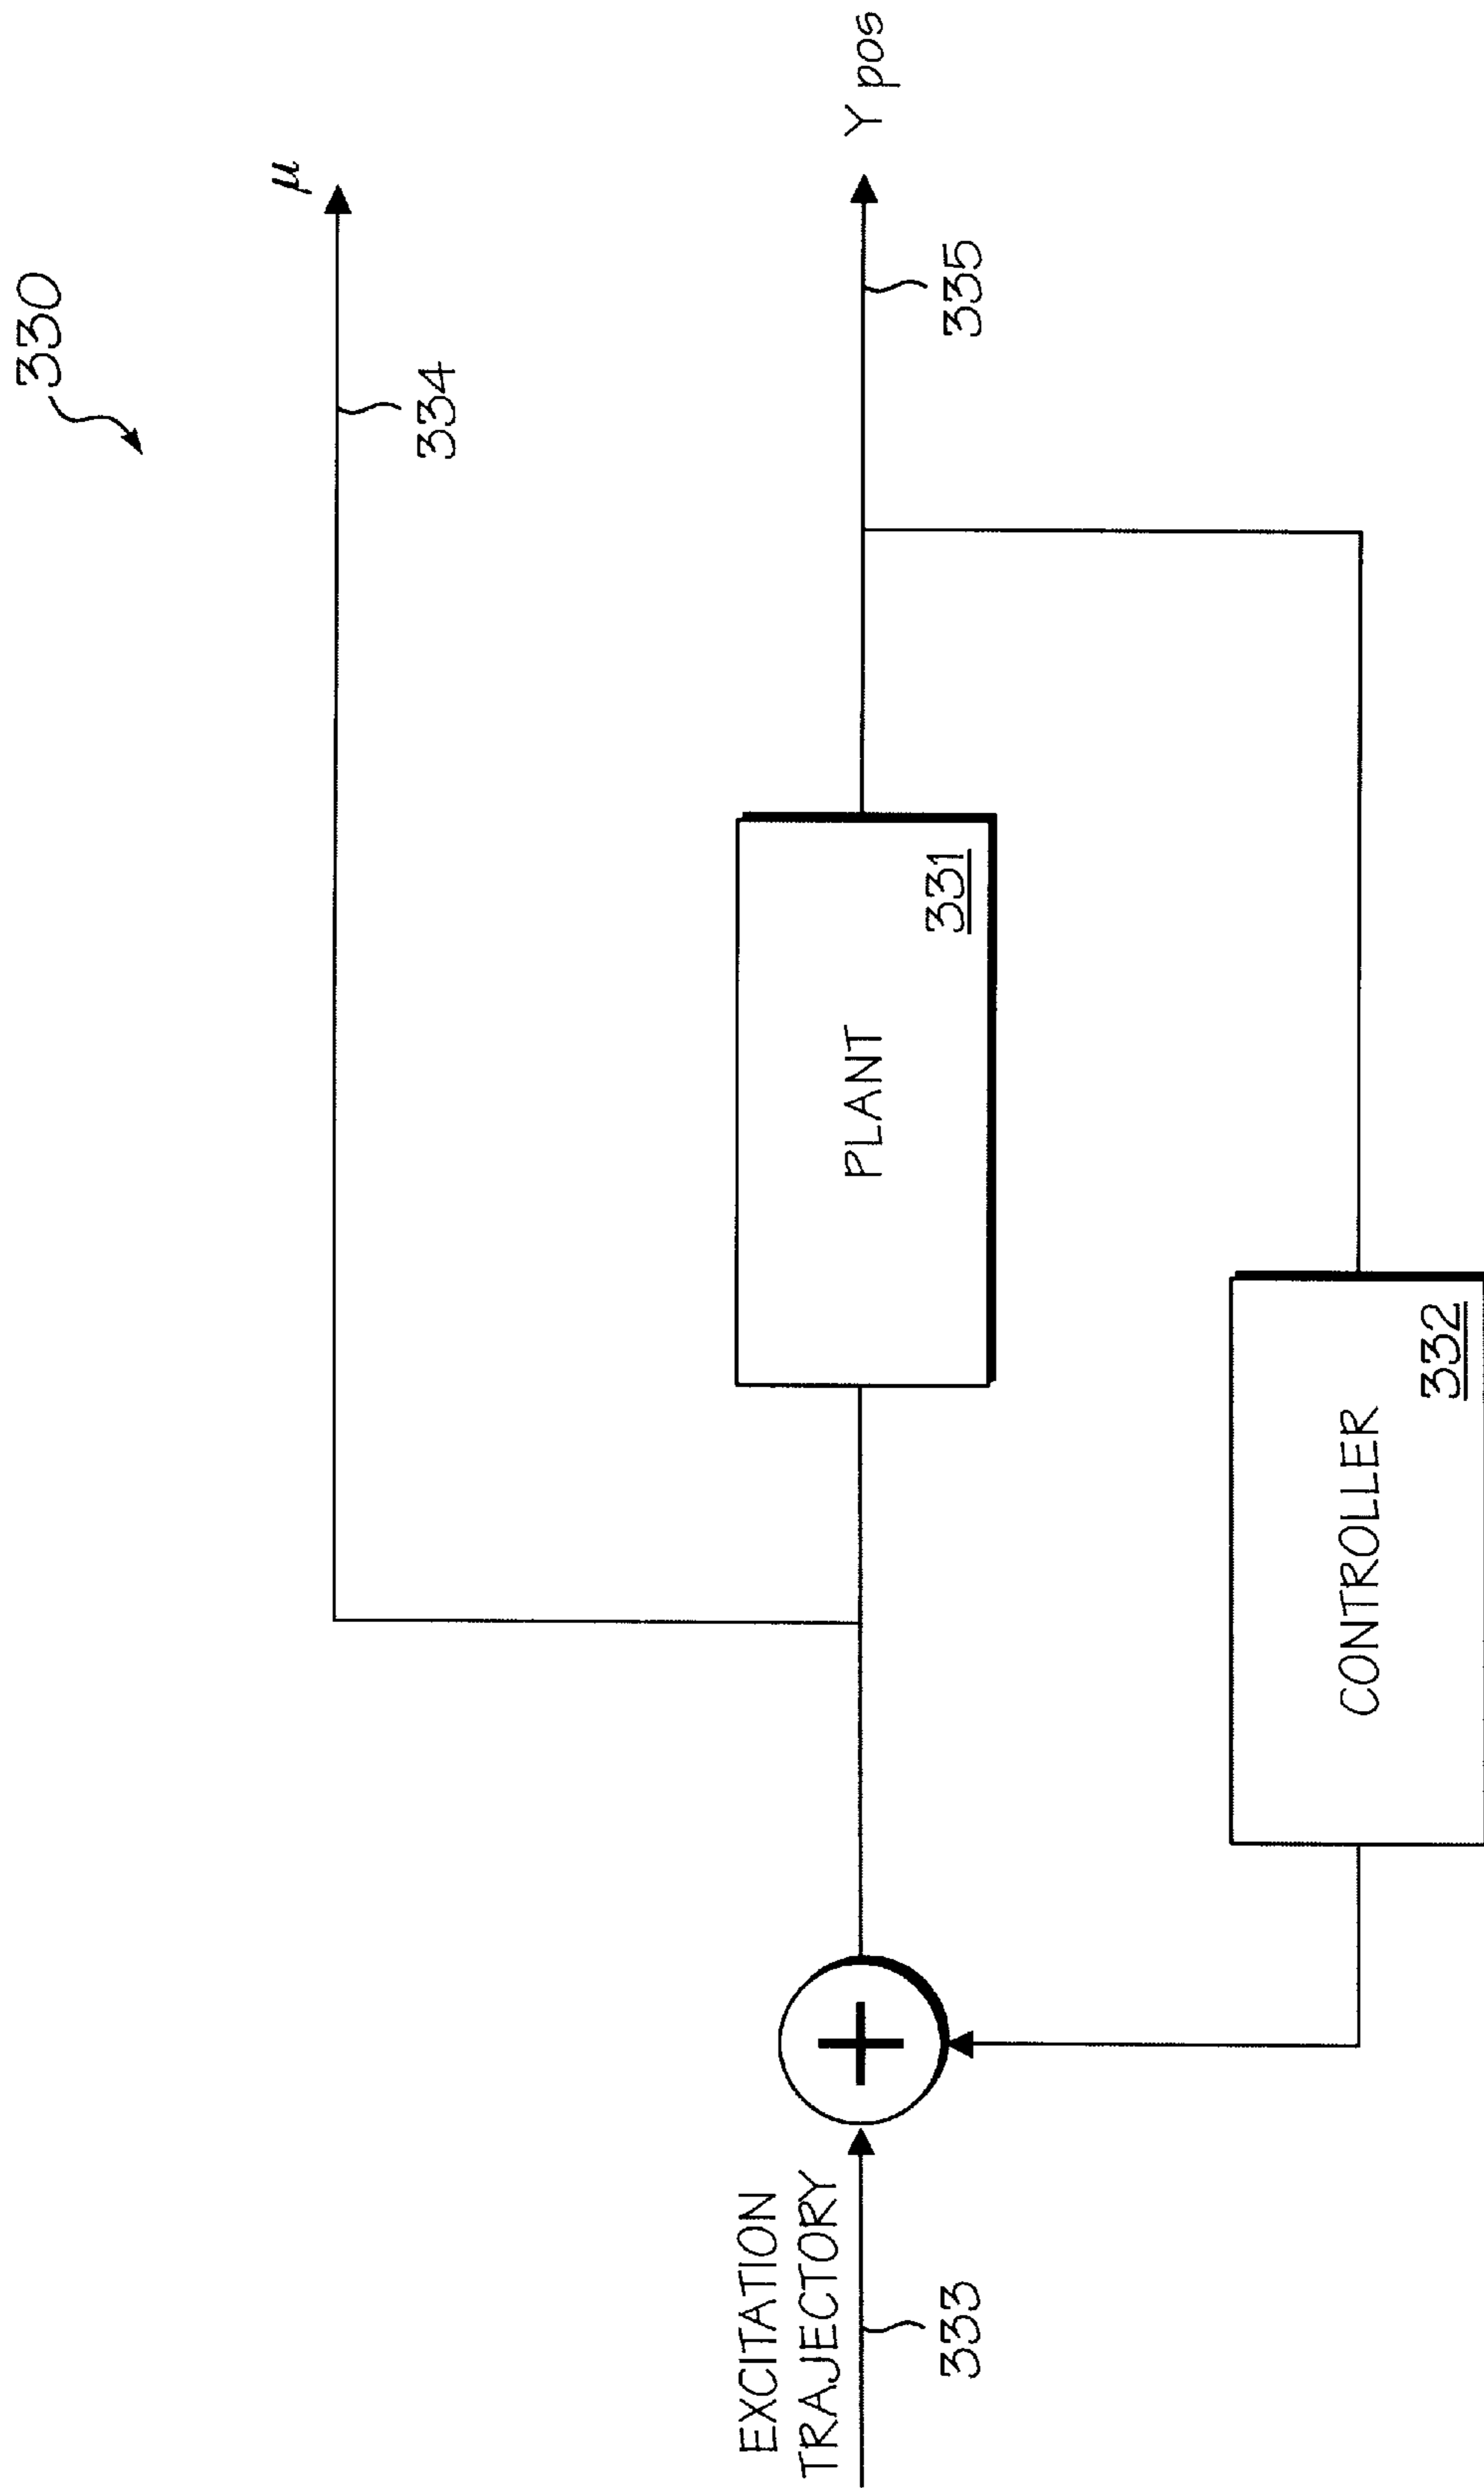 330
μ
334
Y pos
335
PLANT
331
EXCITATION
TRAJECTORY
333
CONTROLLER
332